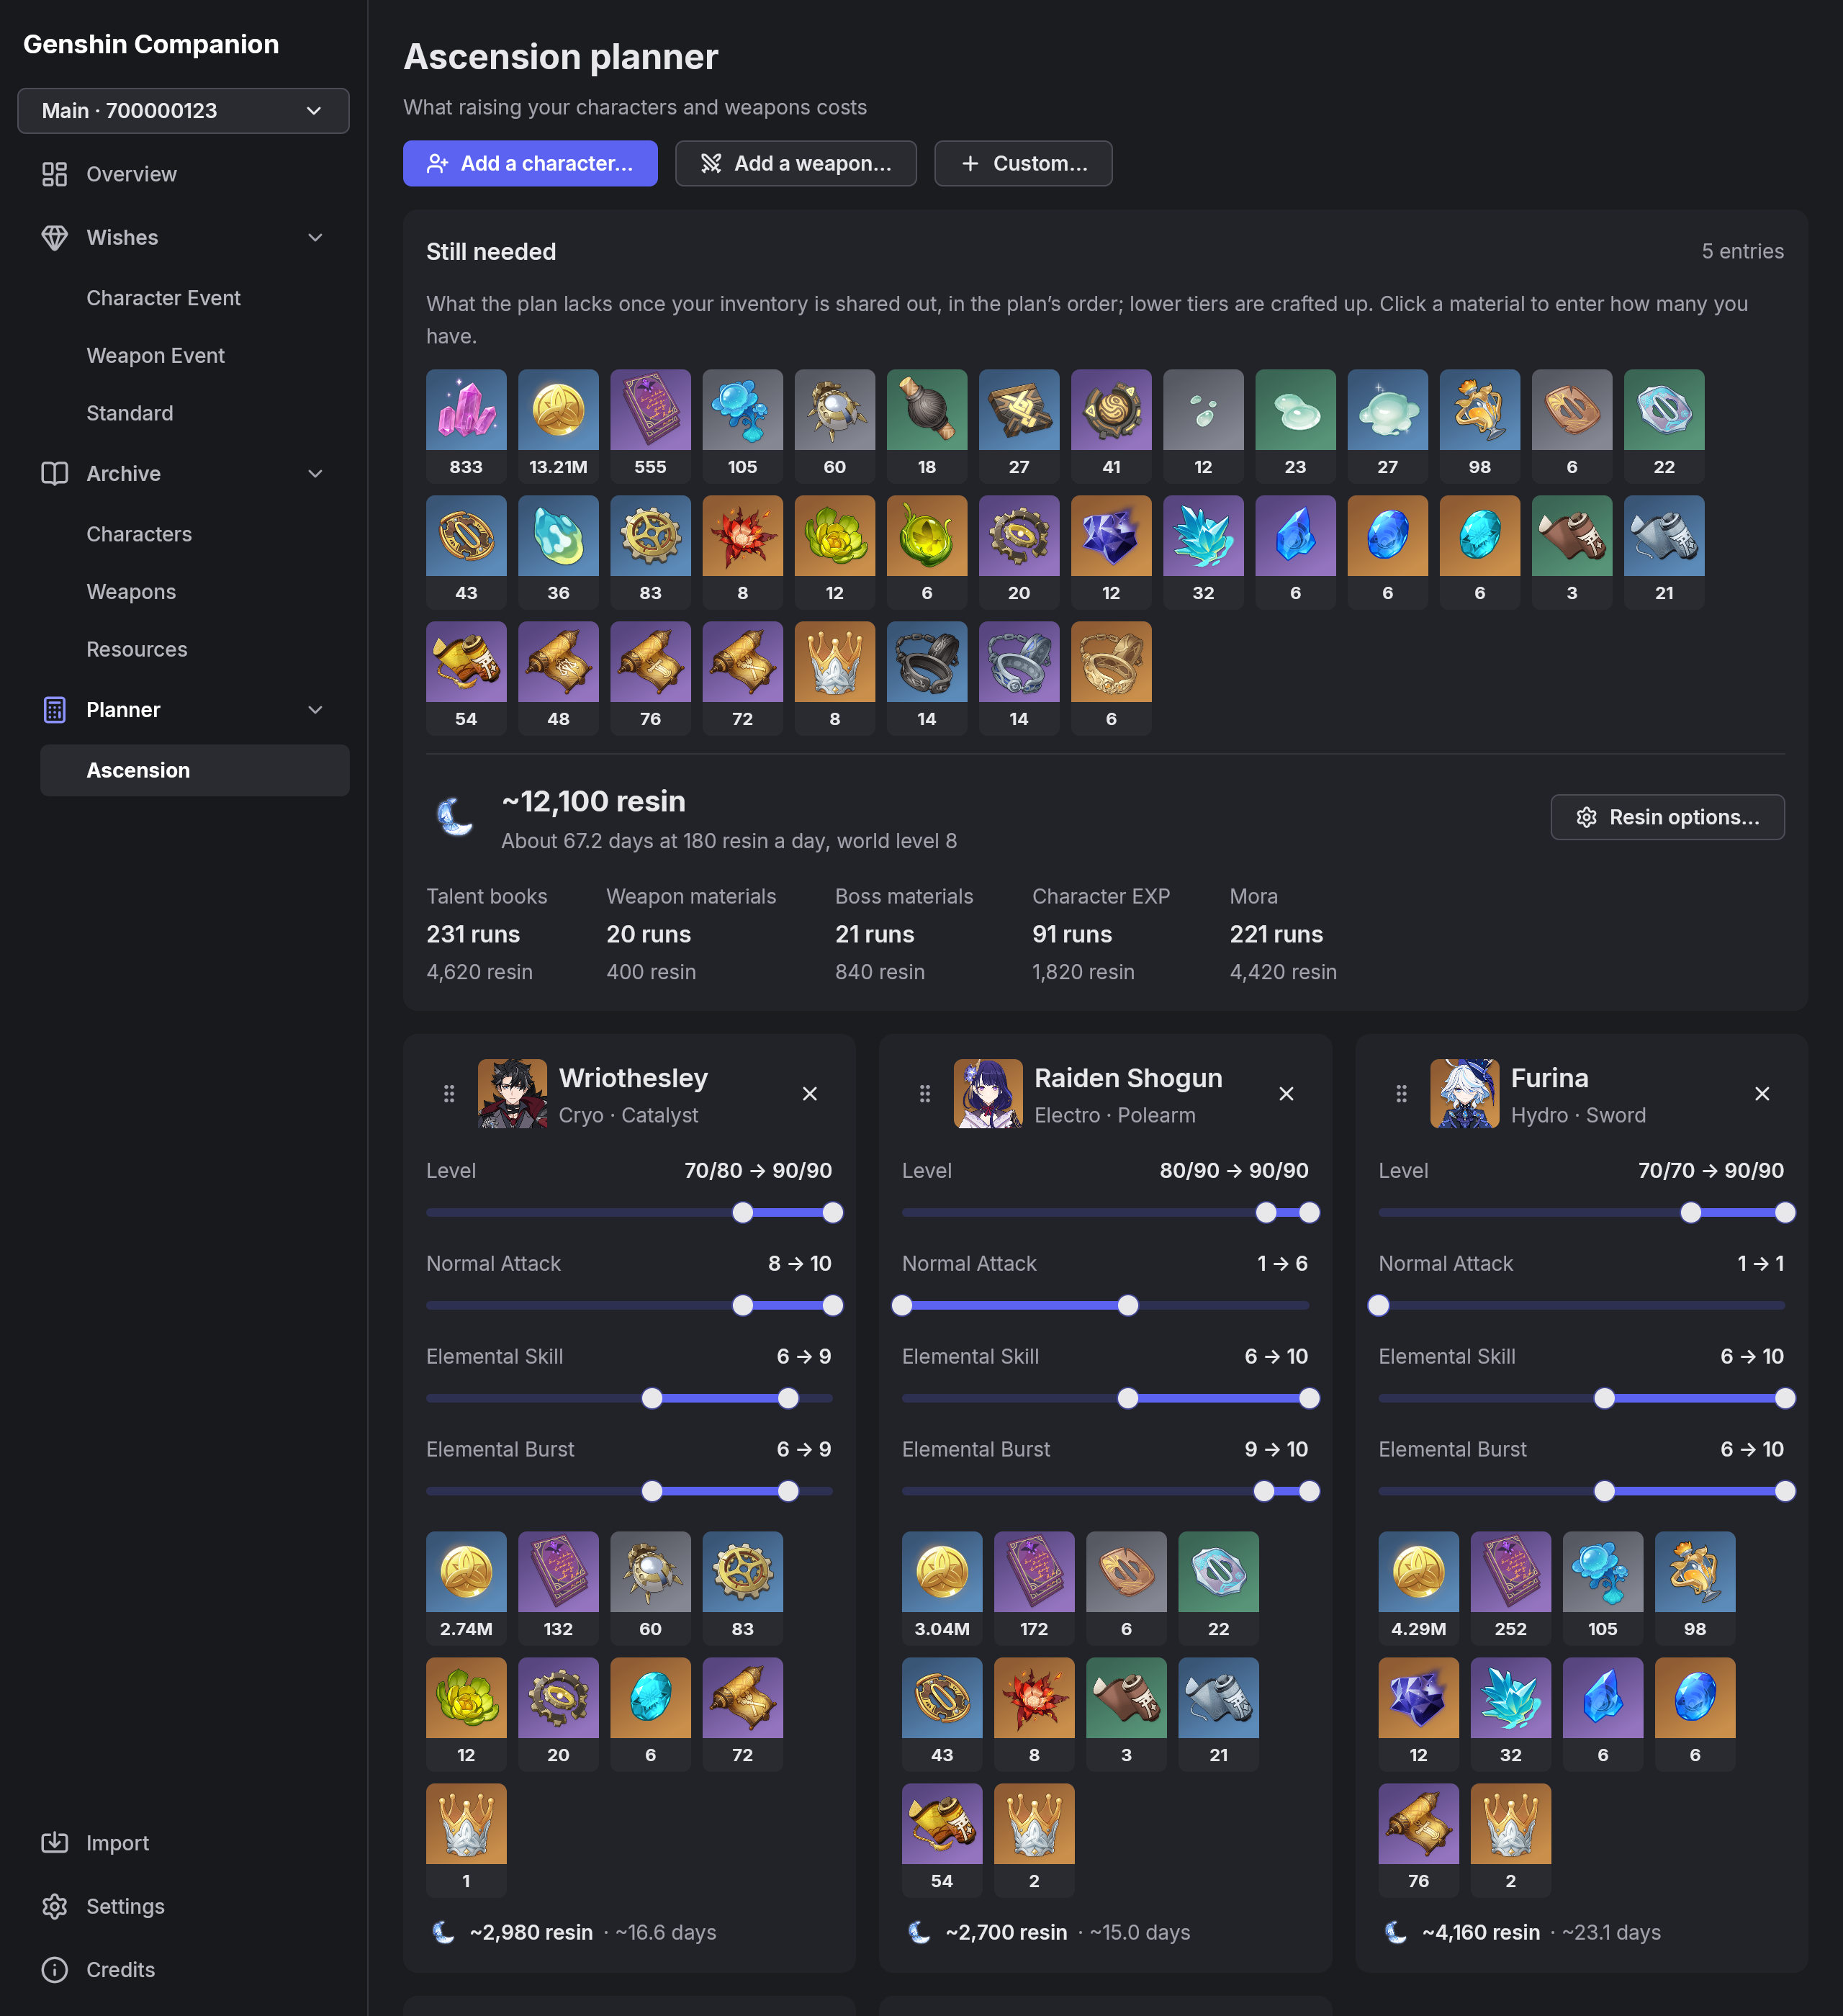 Genshin Companion
Main · 700000123
Overview
Wishes
Character Event
Weapon Event
Standard
Archive
Characters
Weapons
Resources
Planner
Ascension
Import
Settings
Credits
Ascension planner
What raising your characters and weapons costs
Add a character...
Add a weapon...
Custom...
Still needed
5 entries
What the plan lacks once your inventory is shared out, in the plan’s order; lower tiers are crafted up. Click a material to enter how many you
have.
833 13.21M 555 105 60 18 27 41 12 23 27 98 6 22
43 36 83 8 12 6 20 12 32 6 6 6 3 21
54 48 76 72 8 14 14 6
~12,100 resin
About 67.2 days at 180 resin a day, world level 8
Resin options...
Talent books Weapon materials Boss materials Character EXP Mora
231 runs 20 runs 21 runs 91 runs 221 runs
4,620 resin 400 resin 840 resin 1,820 resin 4,420 resin
Wriothesley
Cryo · Catalyst
Level 70/80 → 90/90
Normal Attack 8 → 10
Elemental Skill 6 → 9
Elemental Burst 6 → 9
2.74M 132 60 83
12 20 6 72
1
~2,980 resin · ~16.6 days
Raiden Shogun
Electro · Polearm
Level 80/90 → 90/90
Normal Attack 1 → 6
Elemental Skill 6 → 10
Elemental Burst 9 → 10
3.04M 172 6 22
43 8 3 21
54 2
~2,700 resin · ~15.0 days
Furina
Hydro · Sword
Level 70/70 → 90/90
Normal Attack 1 → 1
Elemental Skill 6 → 10
Elemental Burst 6 → 10
4.29M 252 105 98
12 32 6 6
76 2
~4,160 resin · ~23.1 days